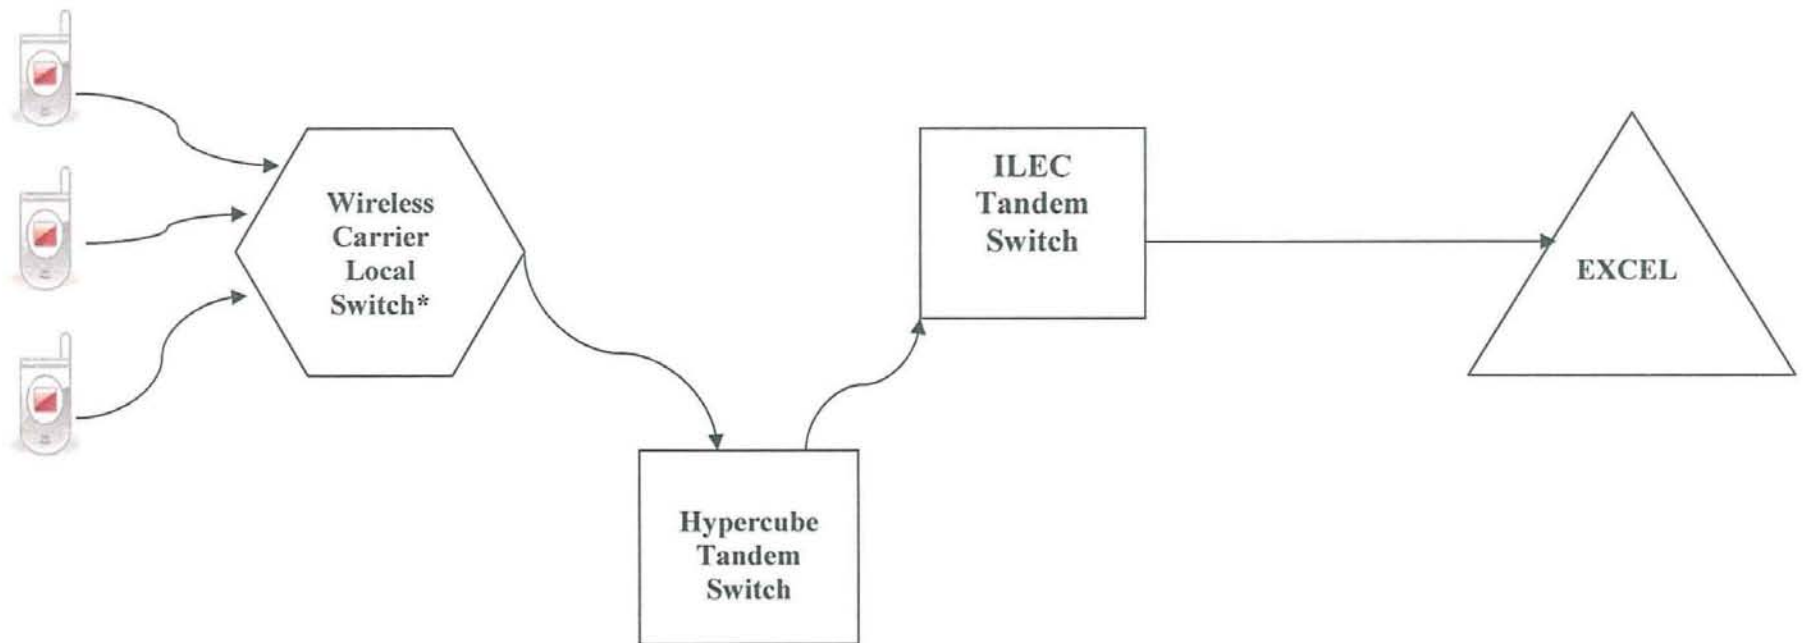 Wireless
Carrier
Local
Switch*
Hypercube
Tandem
Switch
ILEC
Tandem
Switch
EXCEL